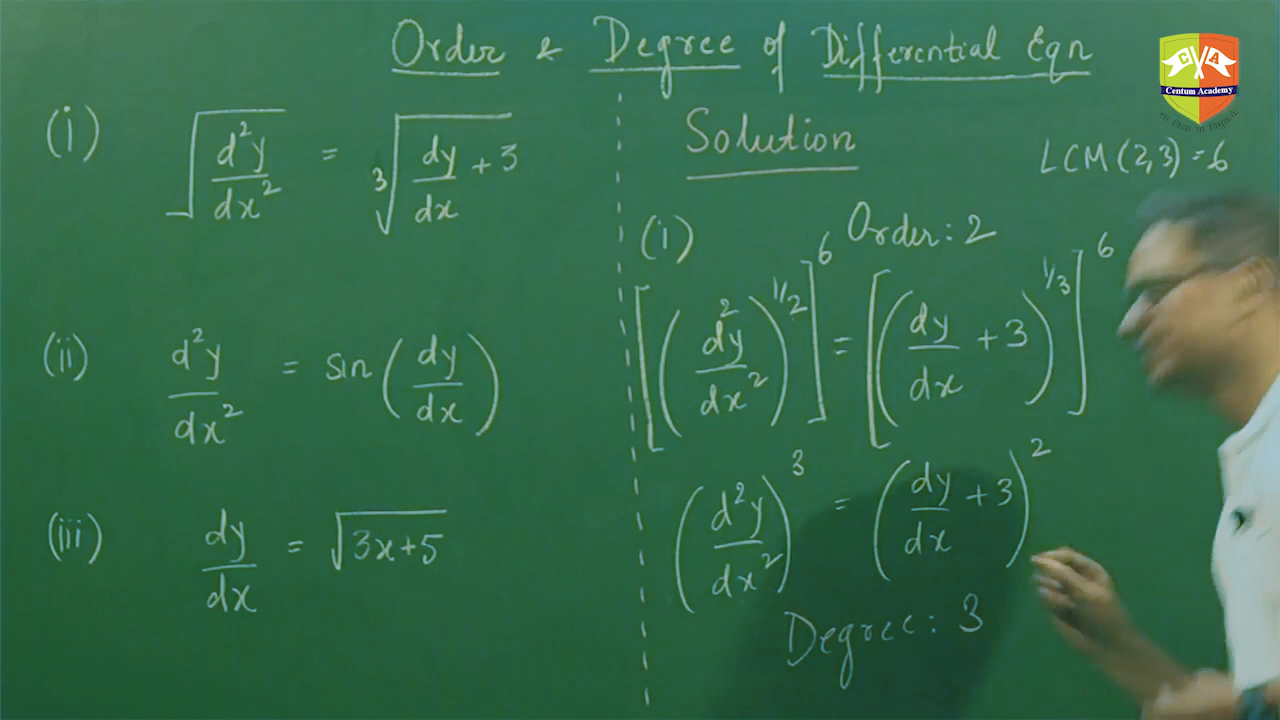 Order & Degree of Differential Eqn
(i) √(d²y/dx²) = ∛(dy/dx + 3)
(ii) d²y/dx² = sin(dy/dx)
(iii) dy/dx = √(3x+5)
Solution
LCM(2,3) = 6
(i) Order: 2
[(d²y/dx²)^1/2]^6 = [(dy/dx + 3)^1/3]^6
(d²y/dx²)^3 = (dy/dx + 3)^2
Degree: 3
C A
Centum Academy